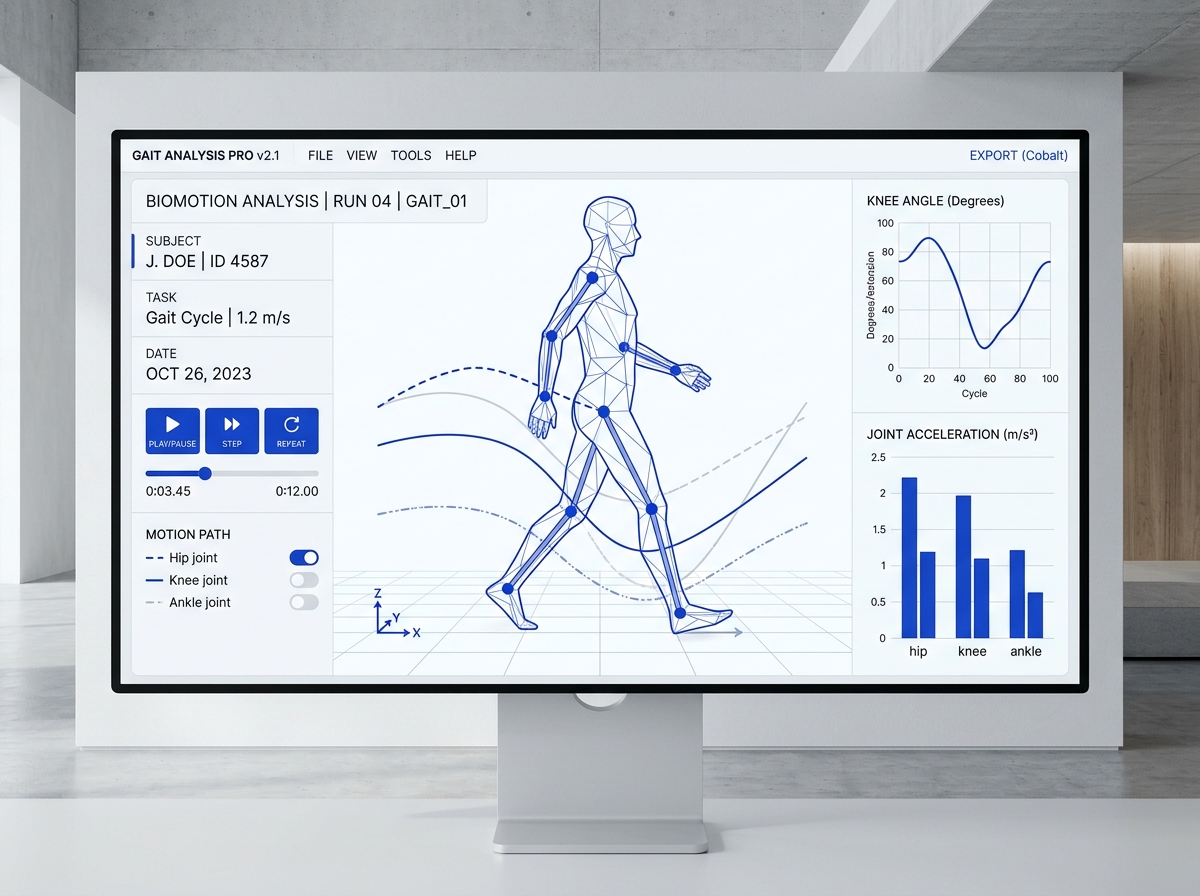 GAIT ANALYSIS PRO v2.1 FILE VIEW TOOLS HELP EXPORT (Cobalt)
BIOMOTION ANALYSIS | RUN 04 | GAIT_01
SUBJECT
J. DOE | ID 4587
TASK
Gait Cycle | 1.2 m/s
DATE
OCT 26, 2023
PLAY/PAUSE STEP
0:03.45 0:12.00
MOTION PATH
Hip joint
Knee joint
Ankle joint
Z
Y
X
KNEE ANGLE (Degrees)
100
80
60
40
20
0
0 20 40 60 80 100
Cycle
JOINT ACCELERATION (m/s²)
2.5
2
1.5
1
0.5
0
hip knee ankle